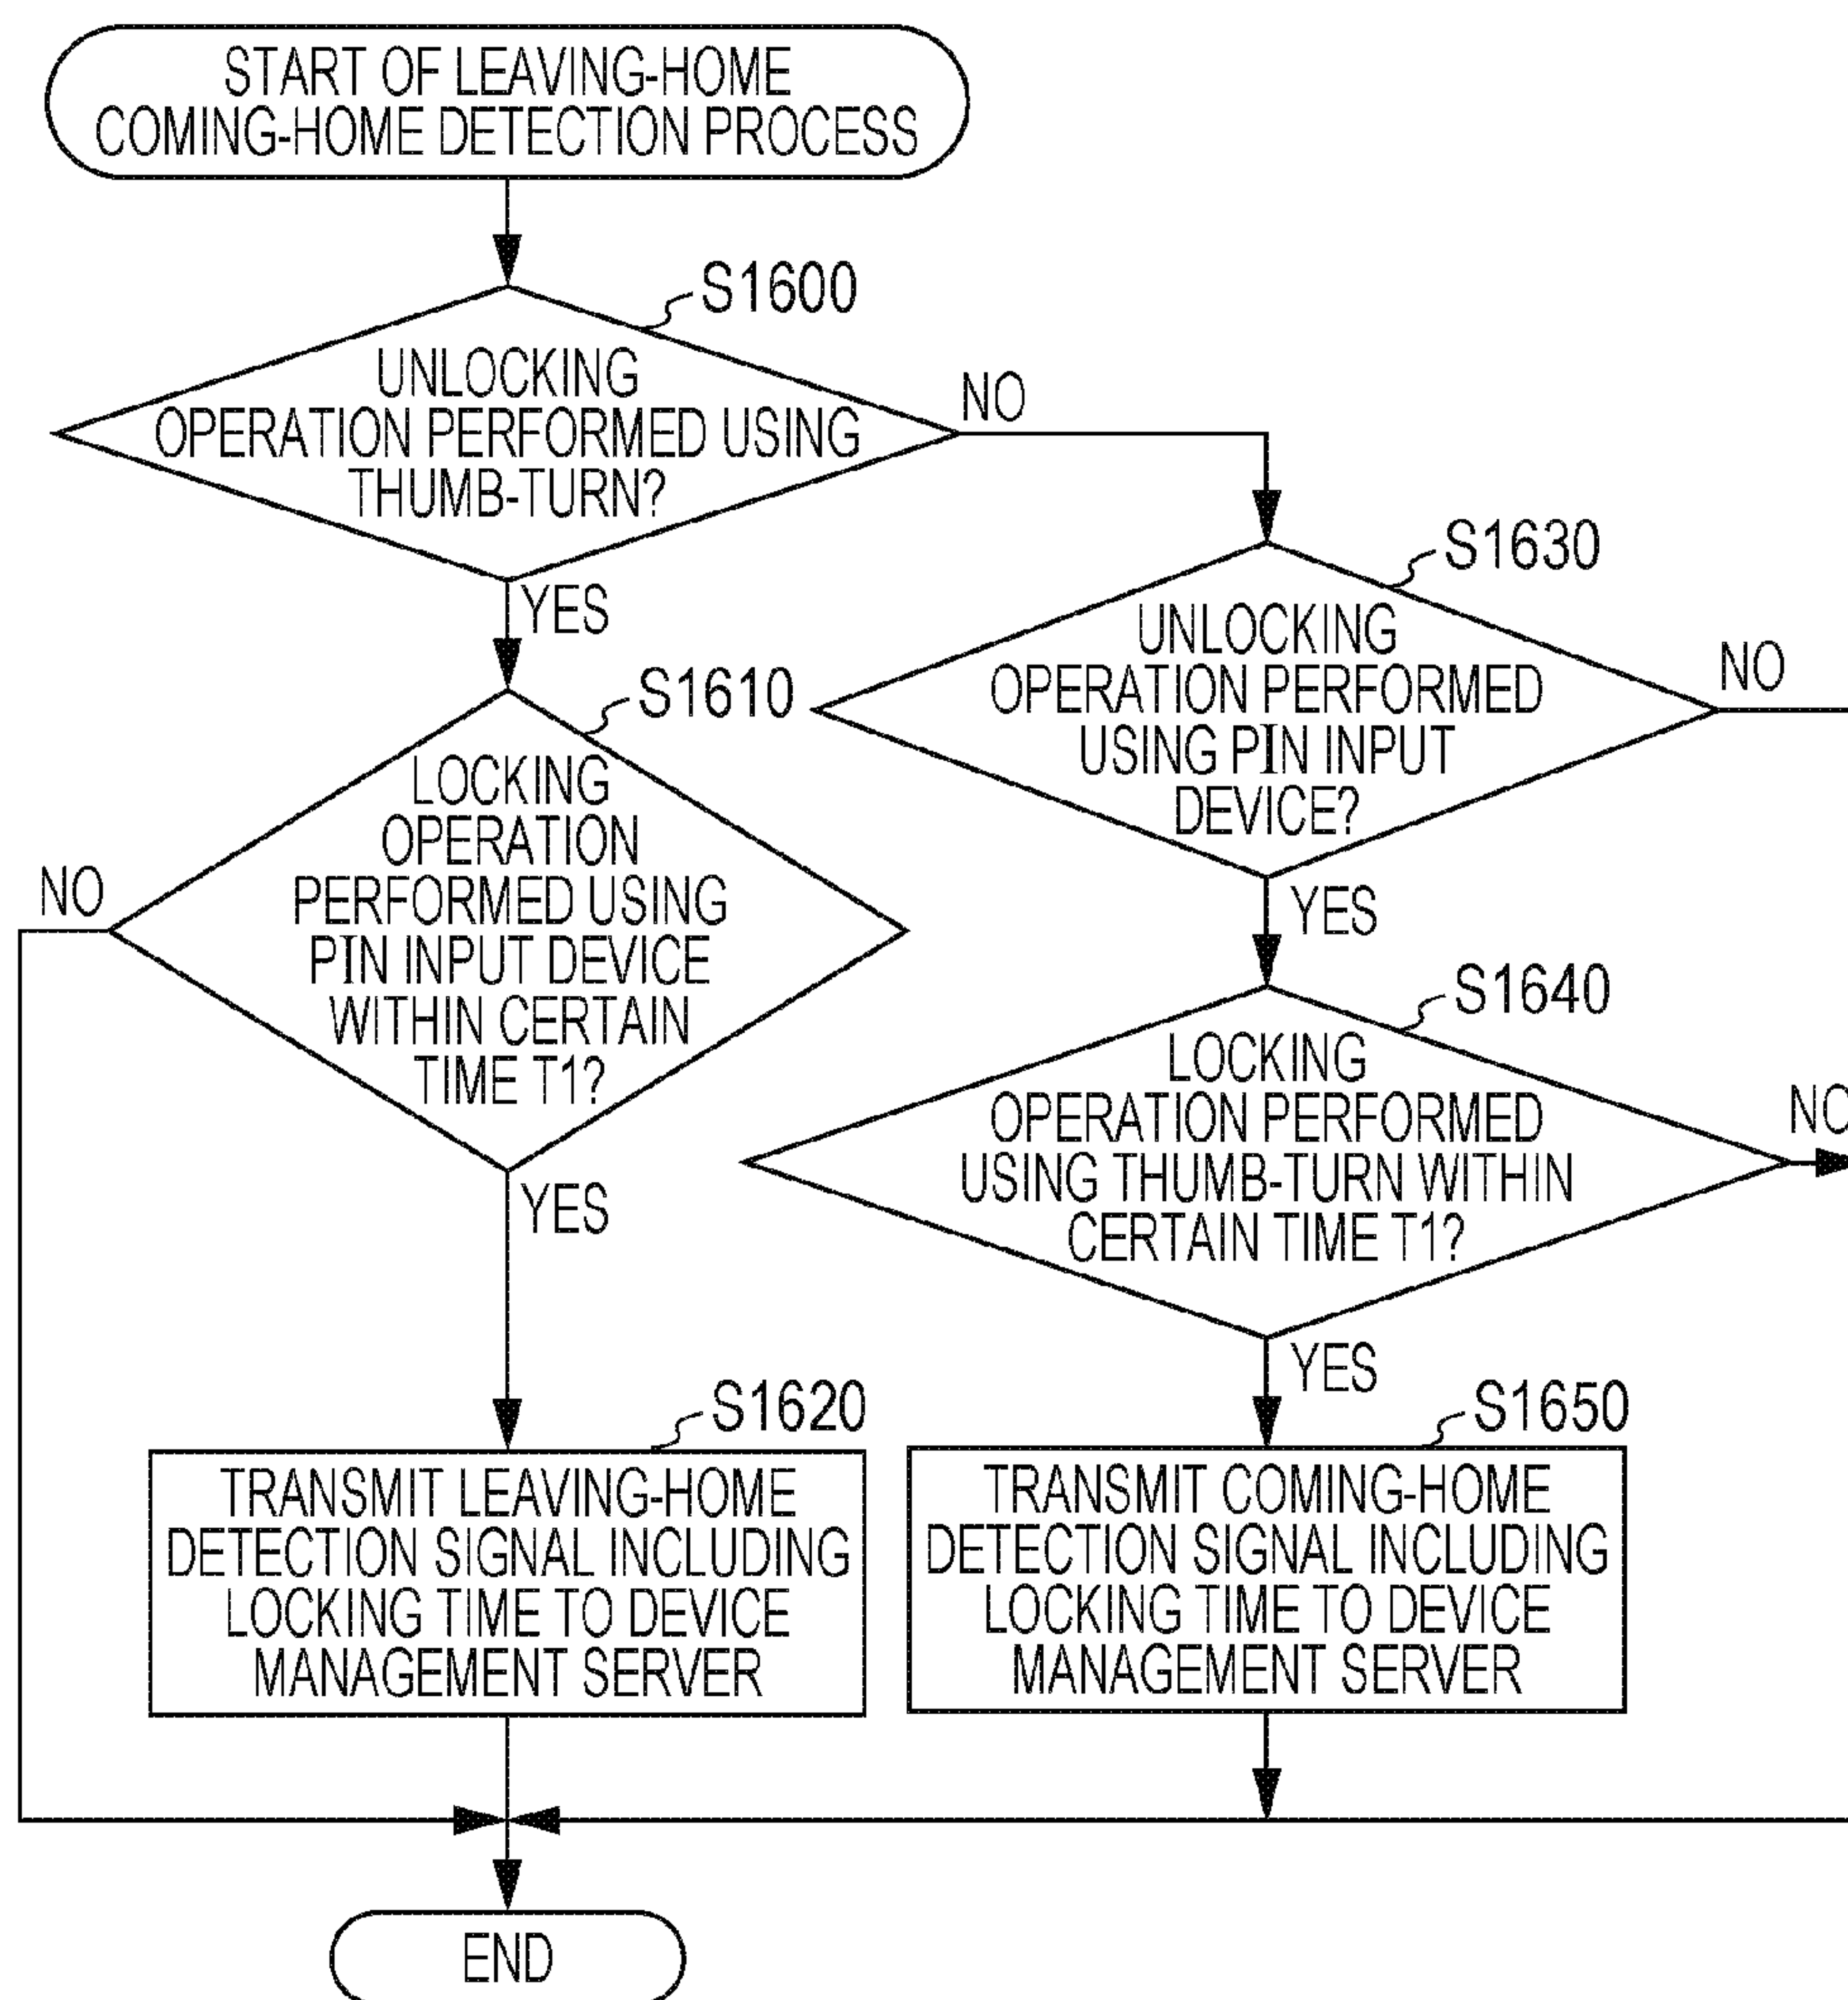 START OF LEAVING-HOME
COMING-HOME DETECTION PROCESS
S1600
UNLOCKING
OPERATION PERFORMED USING
THUMB-TURN?
NO
YES
S1610
LOCKING
OPERATION
PERFORMED USING
PIN INPUT DEVICE
WITHIN CERTAIN
TIME T1?
NO
YES
S1620
TRANSMIT LEAVING-HOME
DETECTION SIGNAL INCLUDING
LOCKING TIME TO DEVICE
MANAGEMENT SERVER
S1630
UNLOCKING
OPERATION PERFORMED
USING PIN INPUT
DEVICE?
NO
YES
S1640
LOCKING
OPERATION PERFORMED
USING THUMB-TURN WITHIN
CERTAIN TIME T1?
NO
YES
S1650
TRANSMIT COMING-HOME
DETECTION SIGNAL INCLUDING
LOCKING TIME TO DEVICE
MANAGEMENT SERVER
END